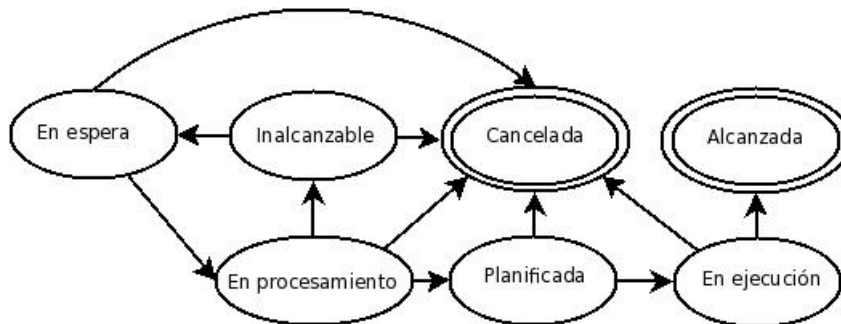 En espera
Inalcanzable
Cancelada
Alcanzada
En procesamiento
Planificada
En ejecución